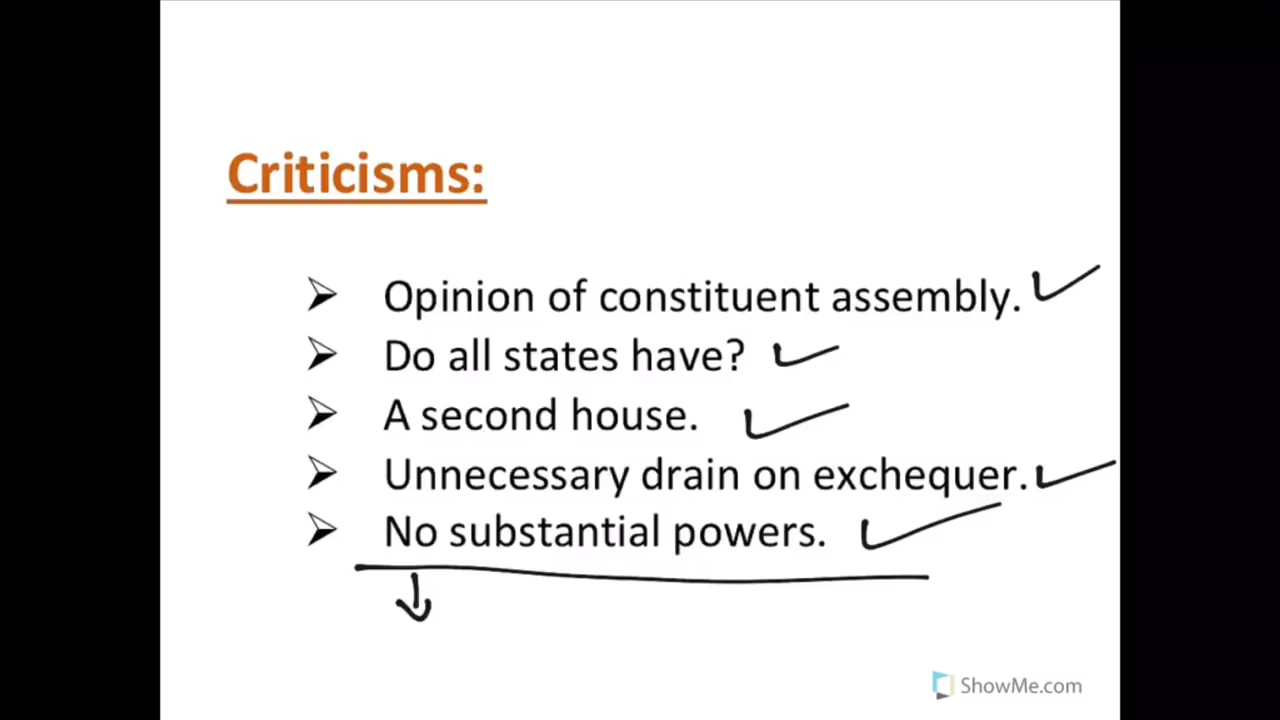 Criticisms:
Opinion of constituent assembly.
Do all states have?
A second house.
Unnecessary drain on exchequer.
No substantial powers.
ShowMe.com